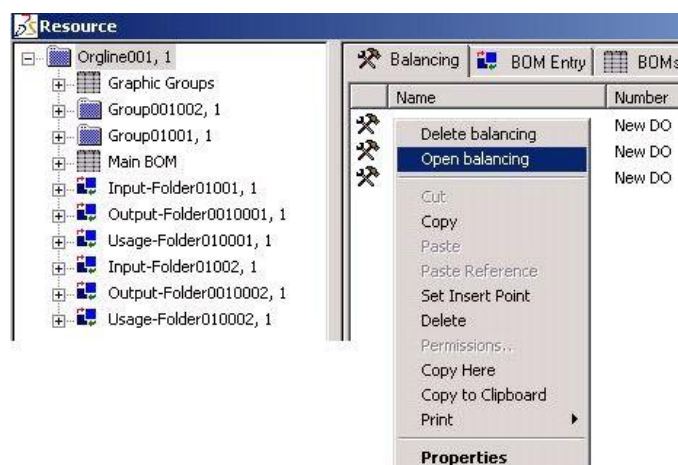 Resource
Orgline001, 1
Graphic Groups
Group001002, 1
Group01001, 1
Main BOM
Input-Folder01001, 1
Output-Folder0010001, 1
Usage-Folder010001, 1
Input-Folder01002, 1
Output-Folder0010002, 1
Usage-Folder010002, 1
Balancing BOM Entry BOMs
Name Number
New DO
New DO
New DO
Delete balancing
Open balancing
Cut
Copy
Paste
Paste Reference
Set Insert Point
Delete
Permissions..
Copy Here
Copy to Clipboard
Print
Properties